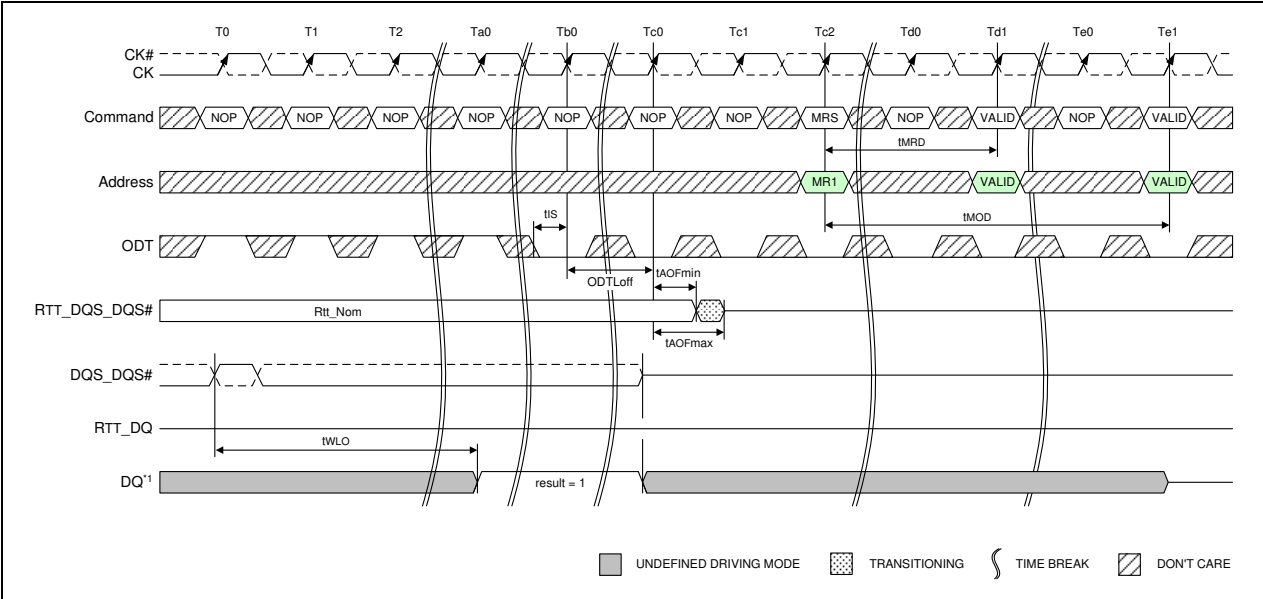 T0 T1 T2 Ta0 Tb0 Tc0 Tc1 Tc2 Td0 Td1 Te0 Te1
CK#
CK
Command NOP NOP NOP NOP NOP NOP NOP MRS NOP VALID NOP VALID
tMRD
Address MR1 VALID VALID
tIS tMOD
ODT
ODTLoff tAOFmin
RTT_DQS_DQS# Rtt_Nom
tAOFmax
DQS_DQS#
RTT_DQ
tWLO
DQ*1 result = 1
UNDEFINED DRIVING MODE TRANSITIONING TIME BREAK DON'T CARE